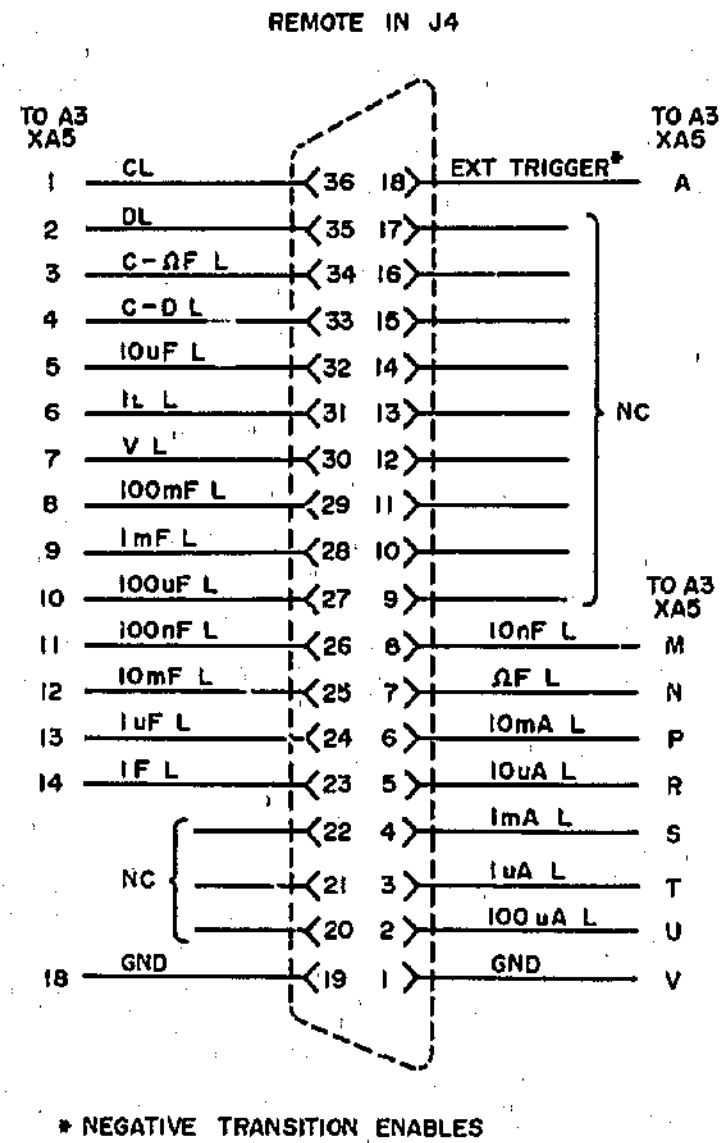 REMOTE IN J4
TO A3 TO A3
XA5 XA5
1 CL 36 18 EXT TRIGGER* A
2 DL 35 17
3 C-ΩF L 34 16
4 C-D L 33 15
5 10uF L 32 14
6 IL L 31 13 NC
7 V L 30 12
8 100mF L 29 11
9 1mF L 28 10
10 100uF L 27 9 TO A3
XA5
11 100nF L 26 8 10nF L M
12 10mF L 25 7 ΩF L N
13 1uF L 24 6 10mA L P
14 1F L 23 5 10uA L R
22 4 1mA L S
NC 21 3 1uA L T
20 2 100uA L U
18 GND 19 1 GND V
* NEGATIVE TRANSITION ENABLES